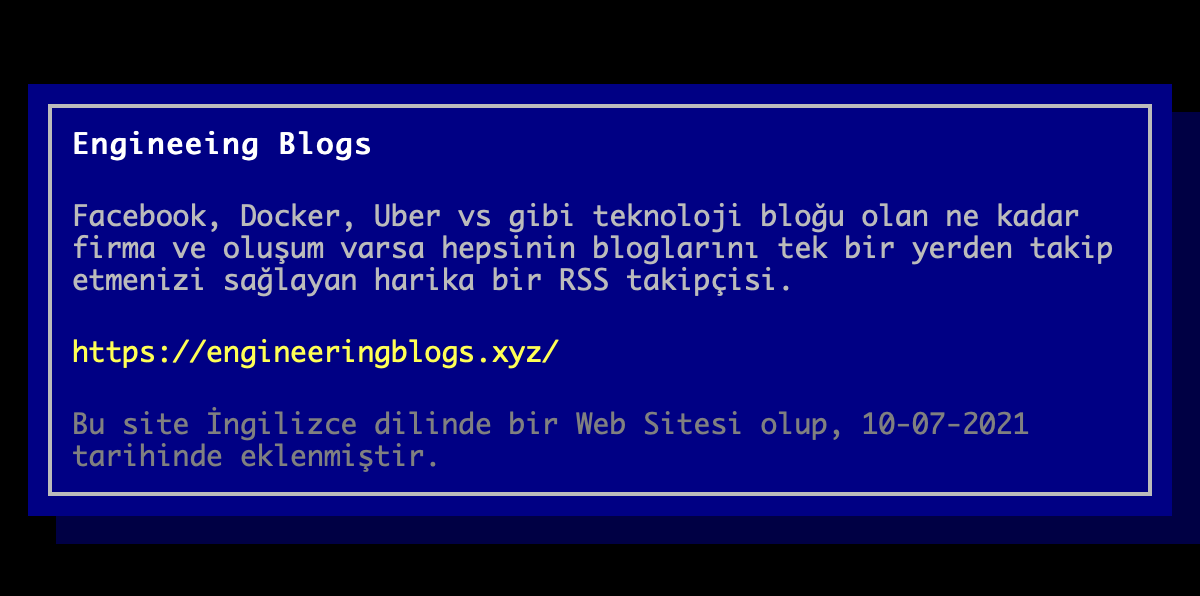 Engineeing Blogs
Facebook, Docker, Uber vs gibi teknoloji bloğu olan ne kadar
firma ve oluşum varsa hepsinin bloglarını tek bir yerden takip
etmenizi sağlayan harika bir RSS takipçisi.
https://engineeringblogs.xyz/
Bu site İngilizce dilinde bir Web Sitesi olup, 10-07-2021
tarihinde eklenmiştir.